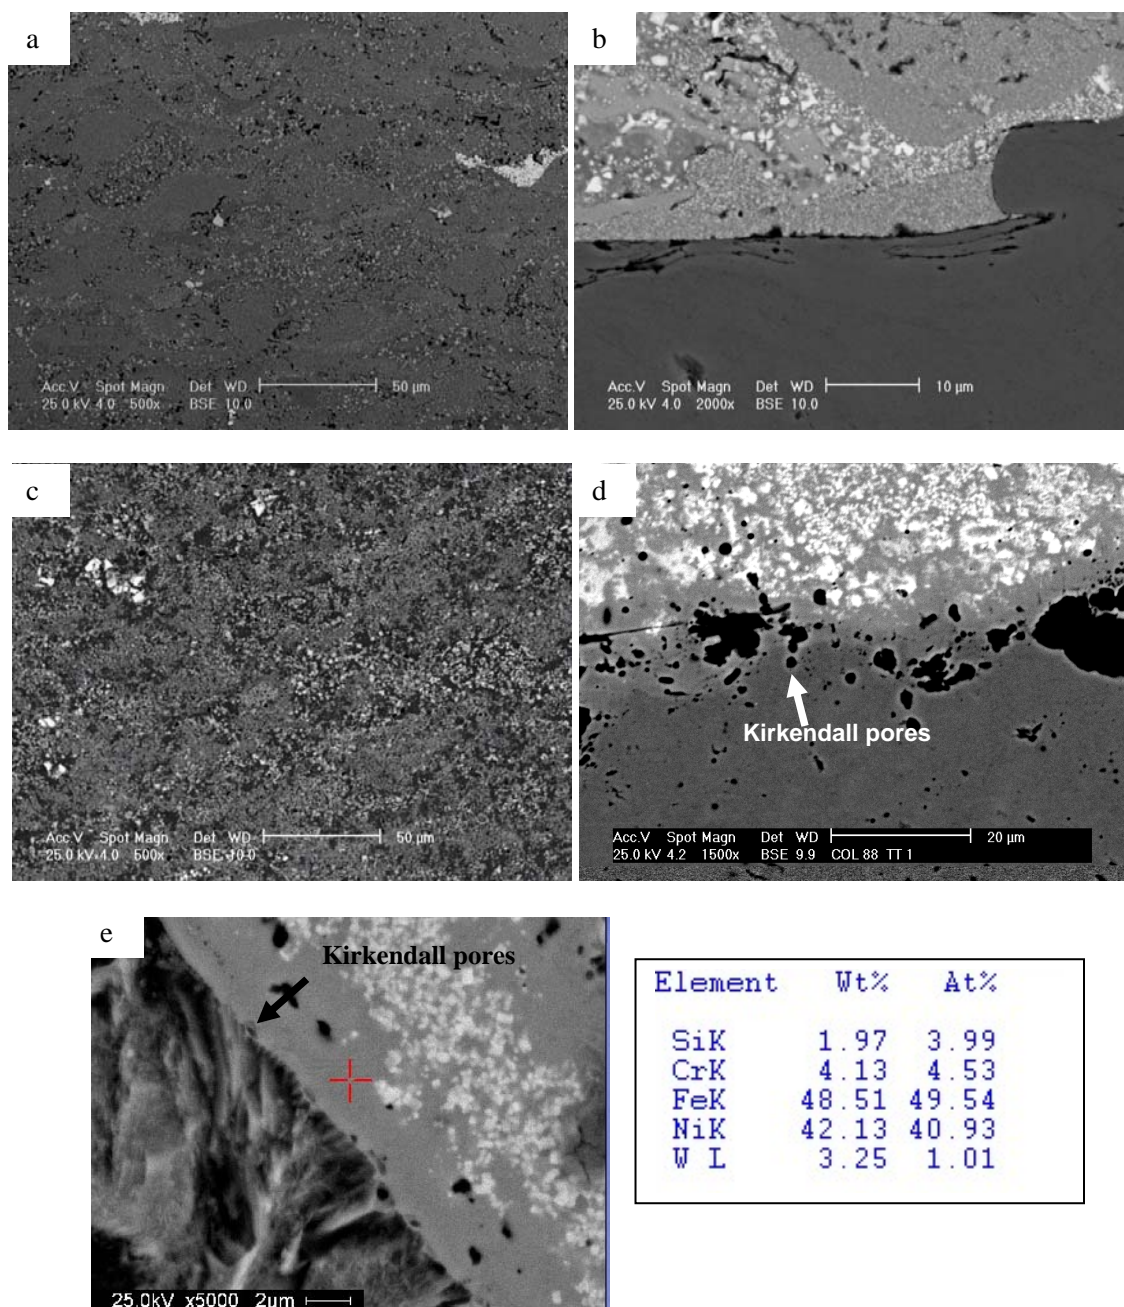 a
Acc.V Spot Magn Det WD 50 µm
25.0 kV 4.0 500x BSE 10.0
b
Acc.V Spot Magn Det WD 10 µm
25.0 kV 4.0 2000x BSE 10.0
c
Acc.V Spot Magn Det WD 50 µm
25.0 kV 4.0 500x BSE 10.0
d
Kirkendall pores
Acc.V Spot Magn Det WD 20 µm
25.0 kV 4.2 1500x BSE 9.9 COL 88 TT 1
e
Kirkendall pores
25.0kV x5000 2µm
Element Wt% At%
SiK 1.97 3.99
CrK 4.13 4.53
FeK 48.51 49.54
NiK 42.13 40.93
W L 3.25 1.01